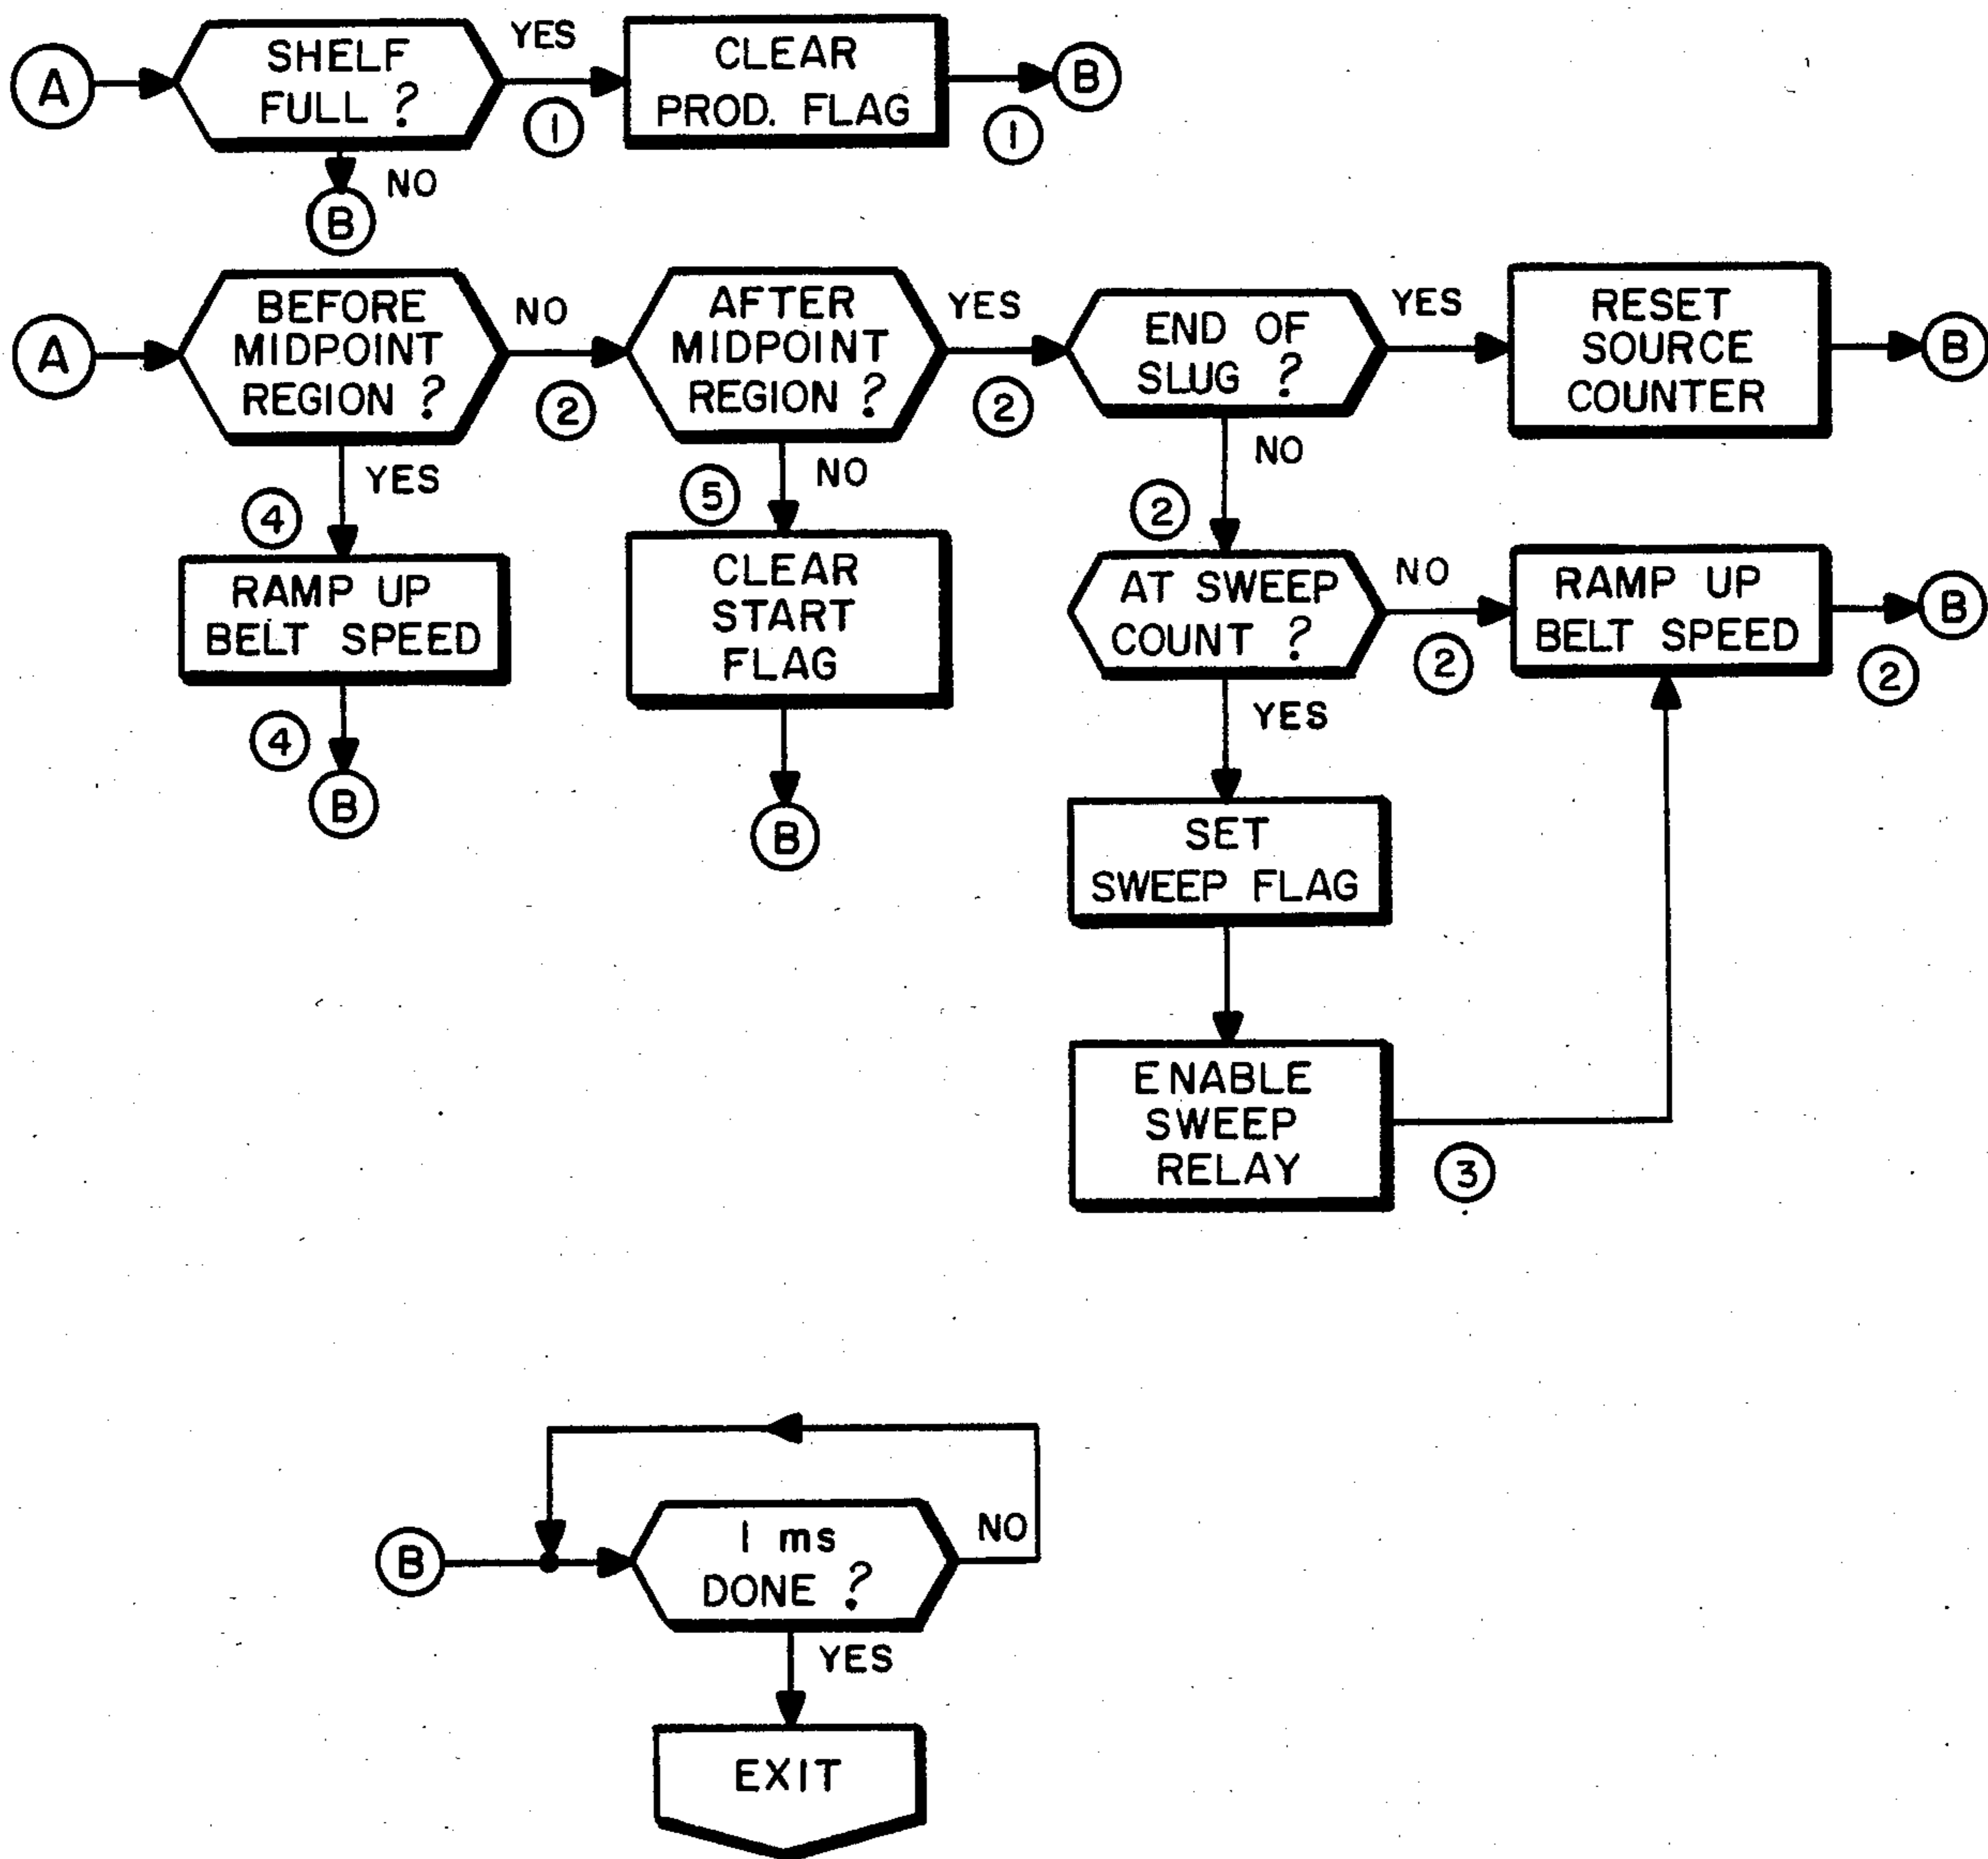 A
SHELF
FULL ?
YES
1
CLEAR
PROD. FLAG
1
B
NO
B
A
BEFORE
MIDPOINT
REGION ?
NO
2
AFTER
MIDPOINT
REGION ?
YES
2
END OF
SLUG ?
YES
RESET
SOURCE
COUNTER
B
YES
4
RAMP UP
BELT SPEED
4
B
NO
5
CLEAR
START
FLAG
B
NO
2
AT SWEEP
COUNT ?
NO
2
RAMP UP
BELT SPEED
2
B
YES
SET
SWEEP FLAG
ENABLE
SWEEP
RELAY
3
B
1 ms
DONE ?
NO
YES
EXIT